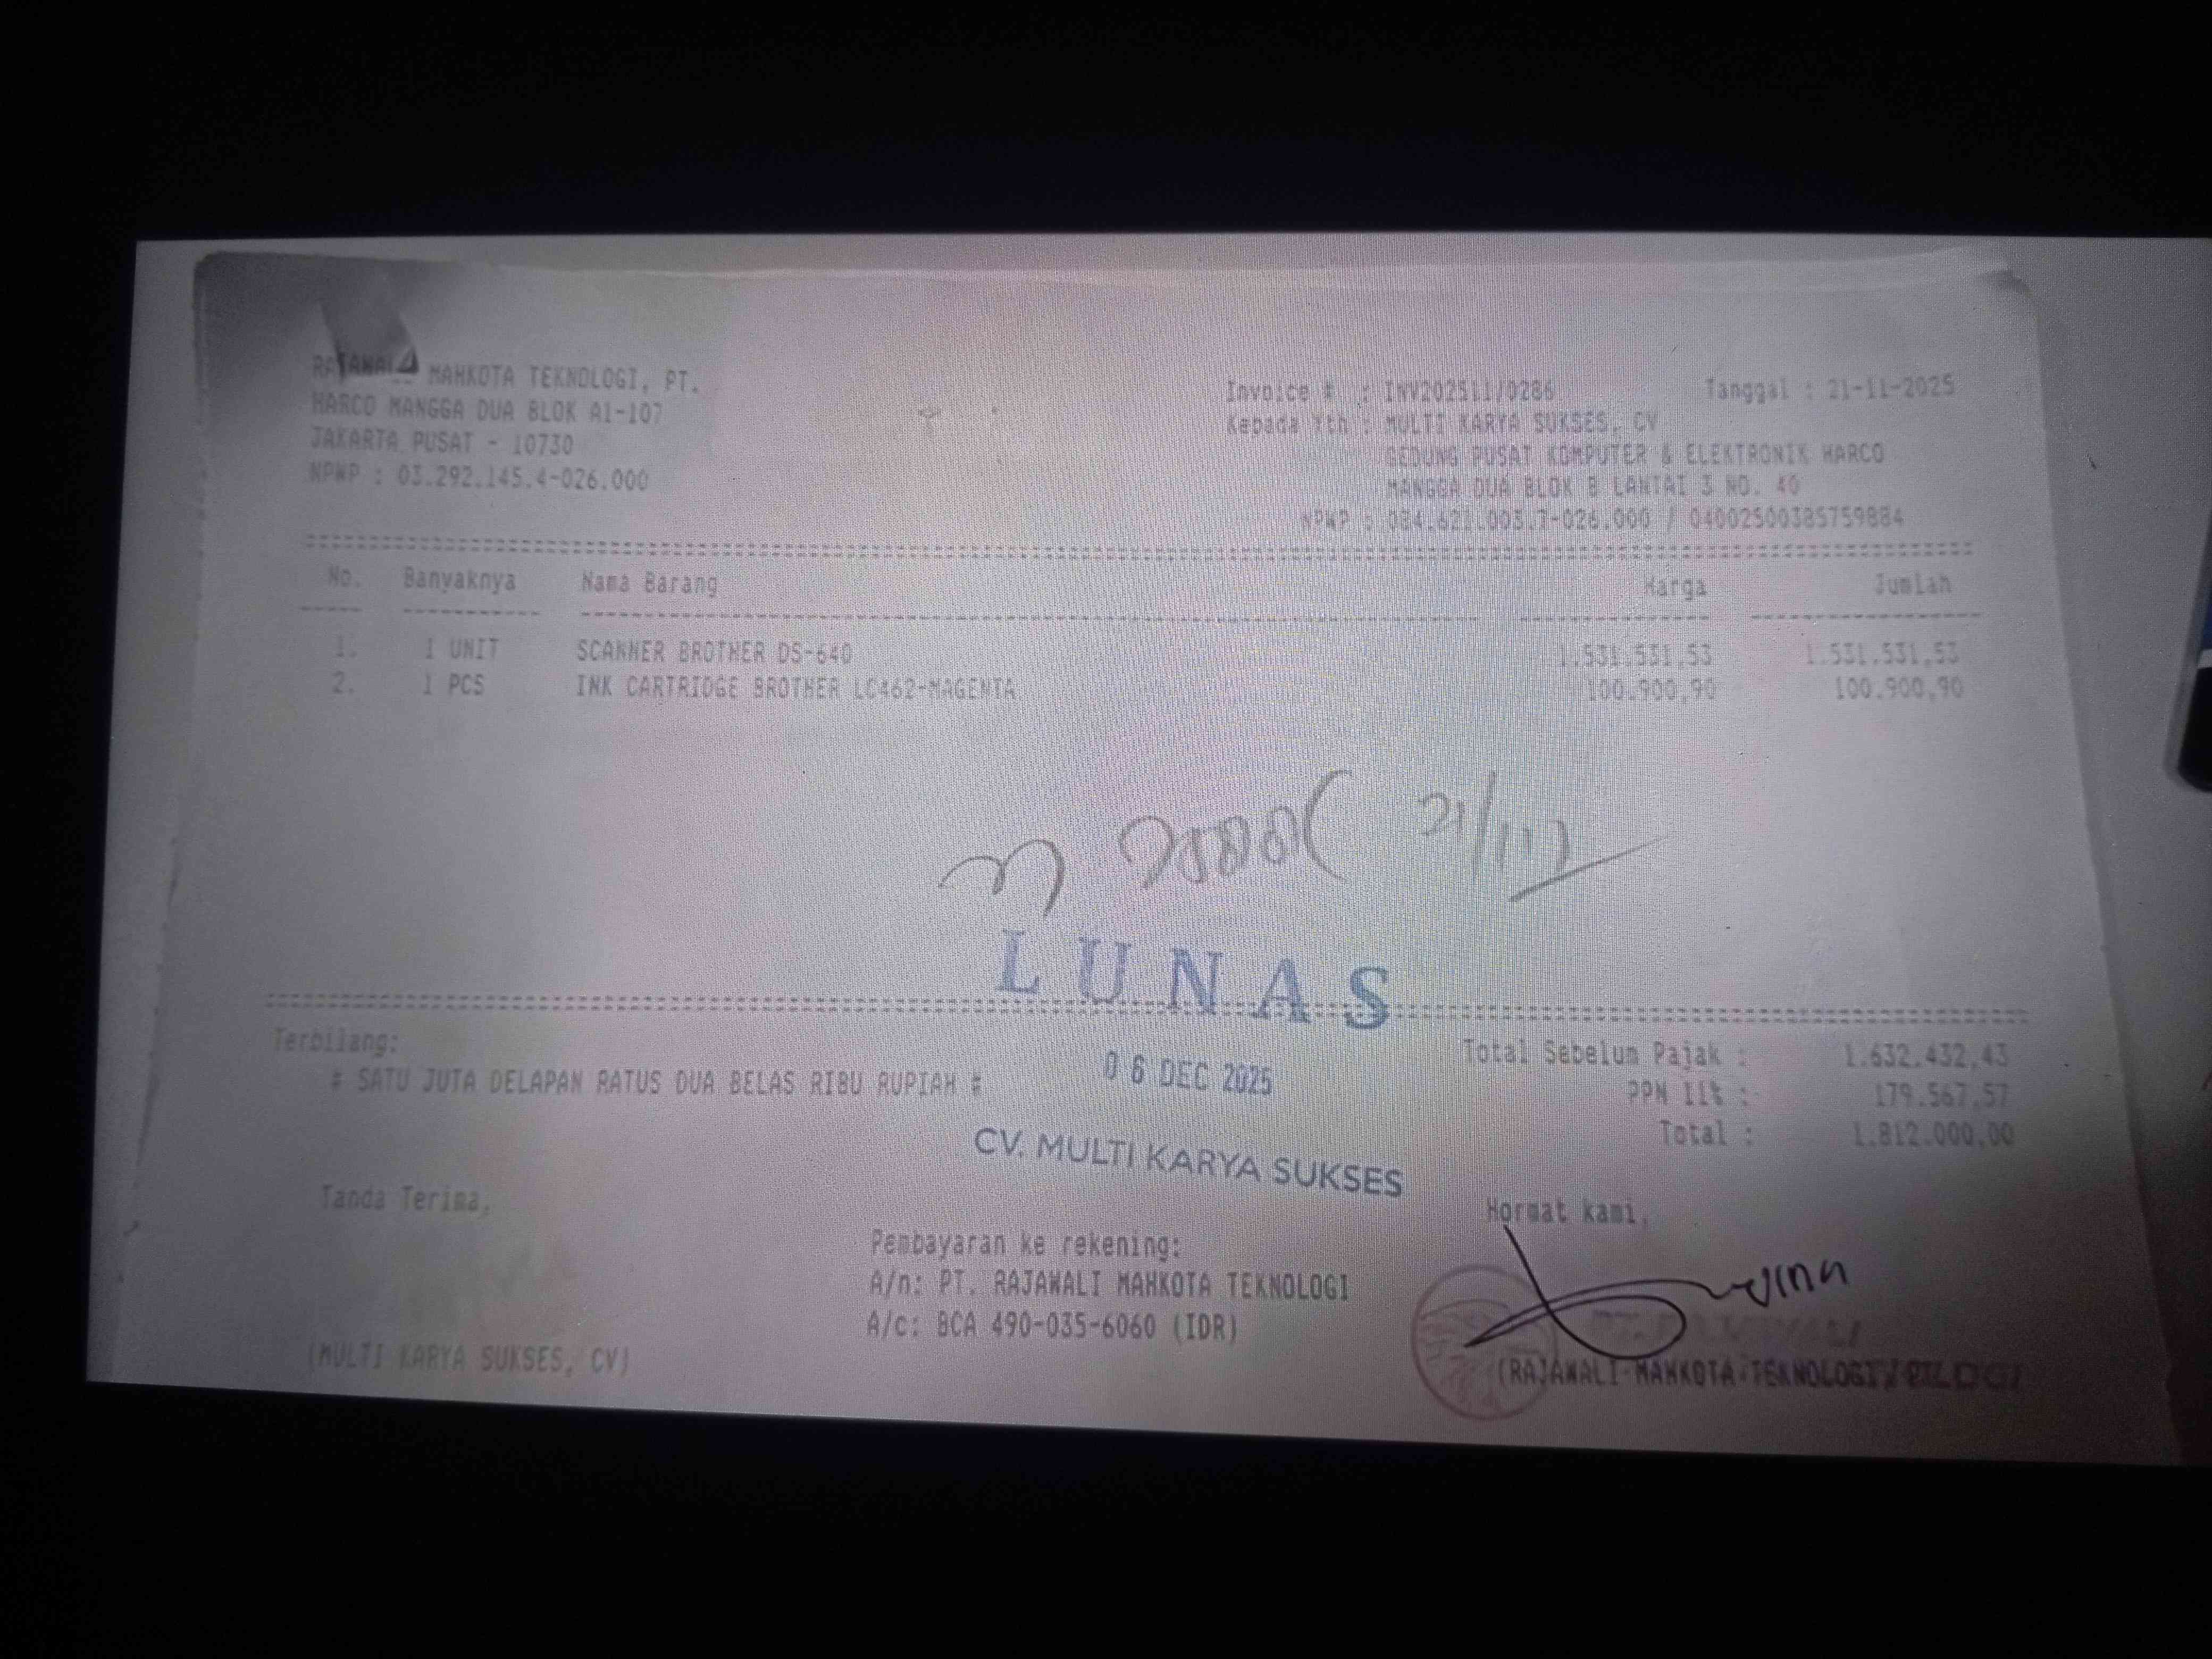 RAJAWALI MAHKOTA TEKNOLOGI, PT.
HARCO MANGGA DUA BLOK A1-107
JAKARTA PUSAT - 10730
NPWP : 03.292.145.4-026.000
Invoice # : INV202511/0286 Tanggal : 21-11-2025
Kepada Yth : MULTI KARYA SUKSES, CV
GEDUNG PUSAT KOMPUTER & ELEKTRONIK HARCO
MANGGA DUA BLOK B LANTAI 3 NO. 40
NPWP : 084.621.003.7-026.000 / 04002500385759884
No. Banyaknya Nama Barang Harga Jumlah
1. 1 UNIT SCANNER BROTHER DS-640 1.531.531,53 1.531.531,53
2. 1 PCS INK CARTRIDGE BROTHER LC462-MAGENTA 100.900,90 100.900,90
21/11
LUNAS
Terbilang:
# SATU JUTA DELAPAN RATUS DUA BELAS RIBU RUPIAH #
06 DEC 2025
CV. MULTI KARYA SUKSES
Total Sebelum Pajak : 1.632.432,43
PPN 11% : 179.567,57
Total : 1.812.000,00
Tanda Terima,
(MULTI KARYA SUKSES, CV)
Pembayaran ke rekening:
A/n: PT. RAJAWALI MAHKOTA TEKNOLOGI
A/c: BCA 490-035-6060 (IDR)
Hormat kami,
(RAJAWALI MAHKOTA TEKNOLOGI, PT.